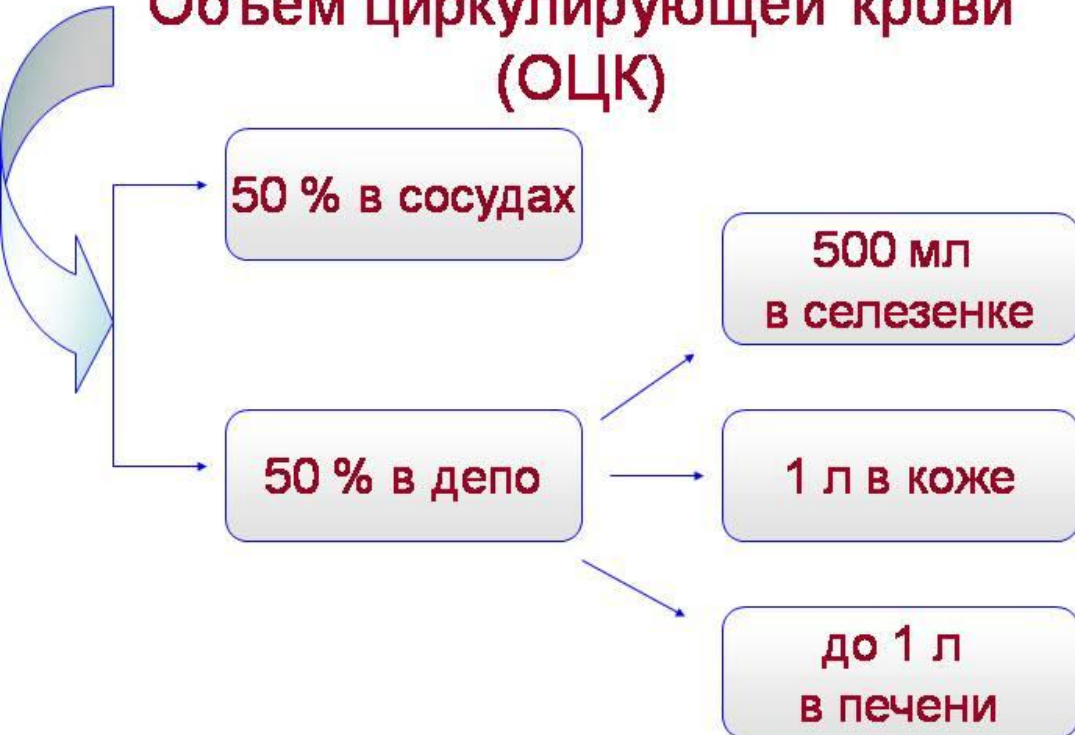 Объем циркулирующей крови
(ОЦК)
50 % в сосудах
500 мл
в селезенке
50 % в депо
1 л в коже
до 1 л
в печени